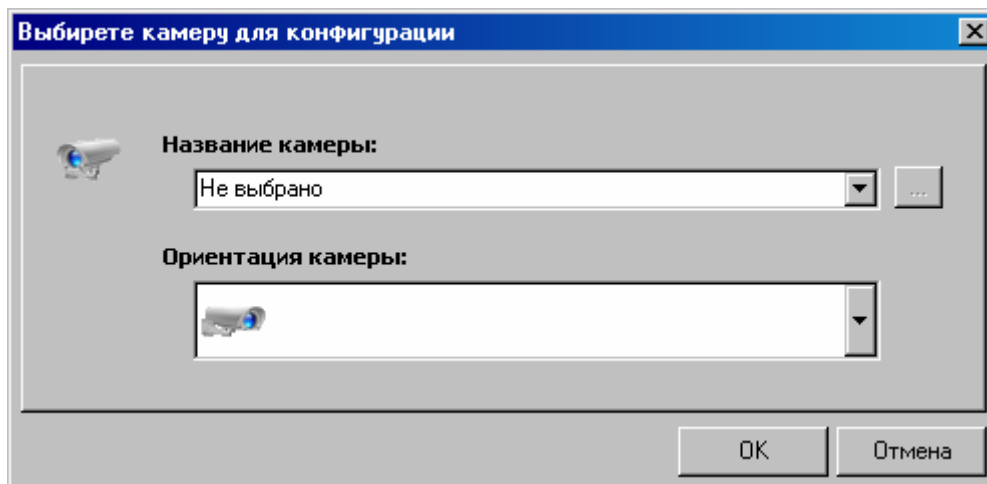 Выбирете камеру для конфигурации
Название камеры:
Не выбрано
...
Ориентация камеры:
OK
Отмена